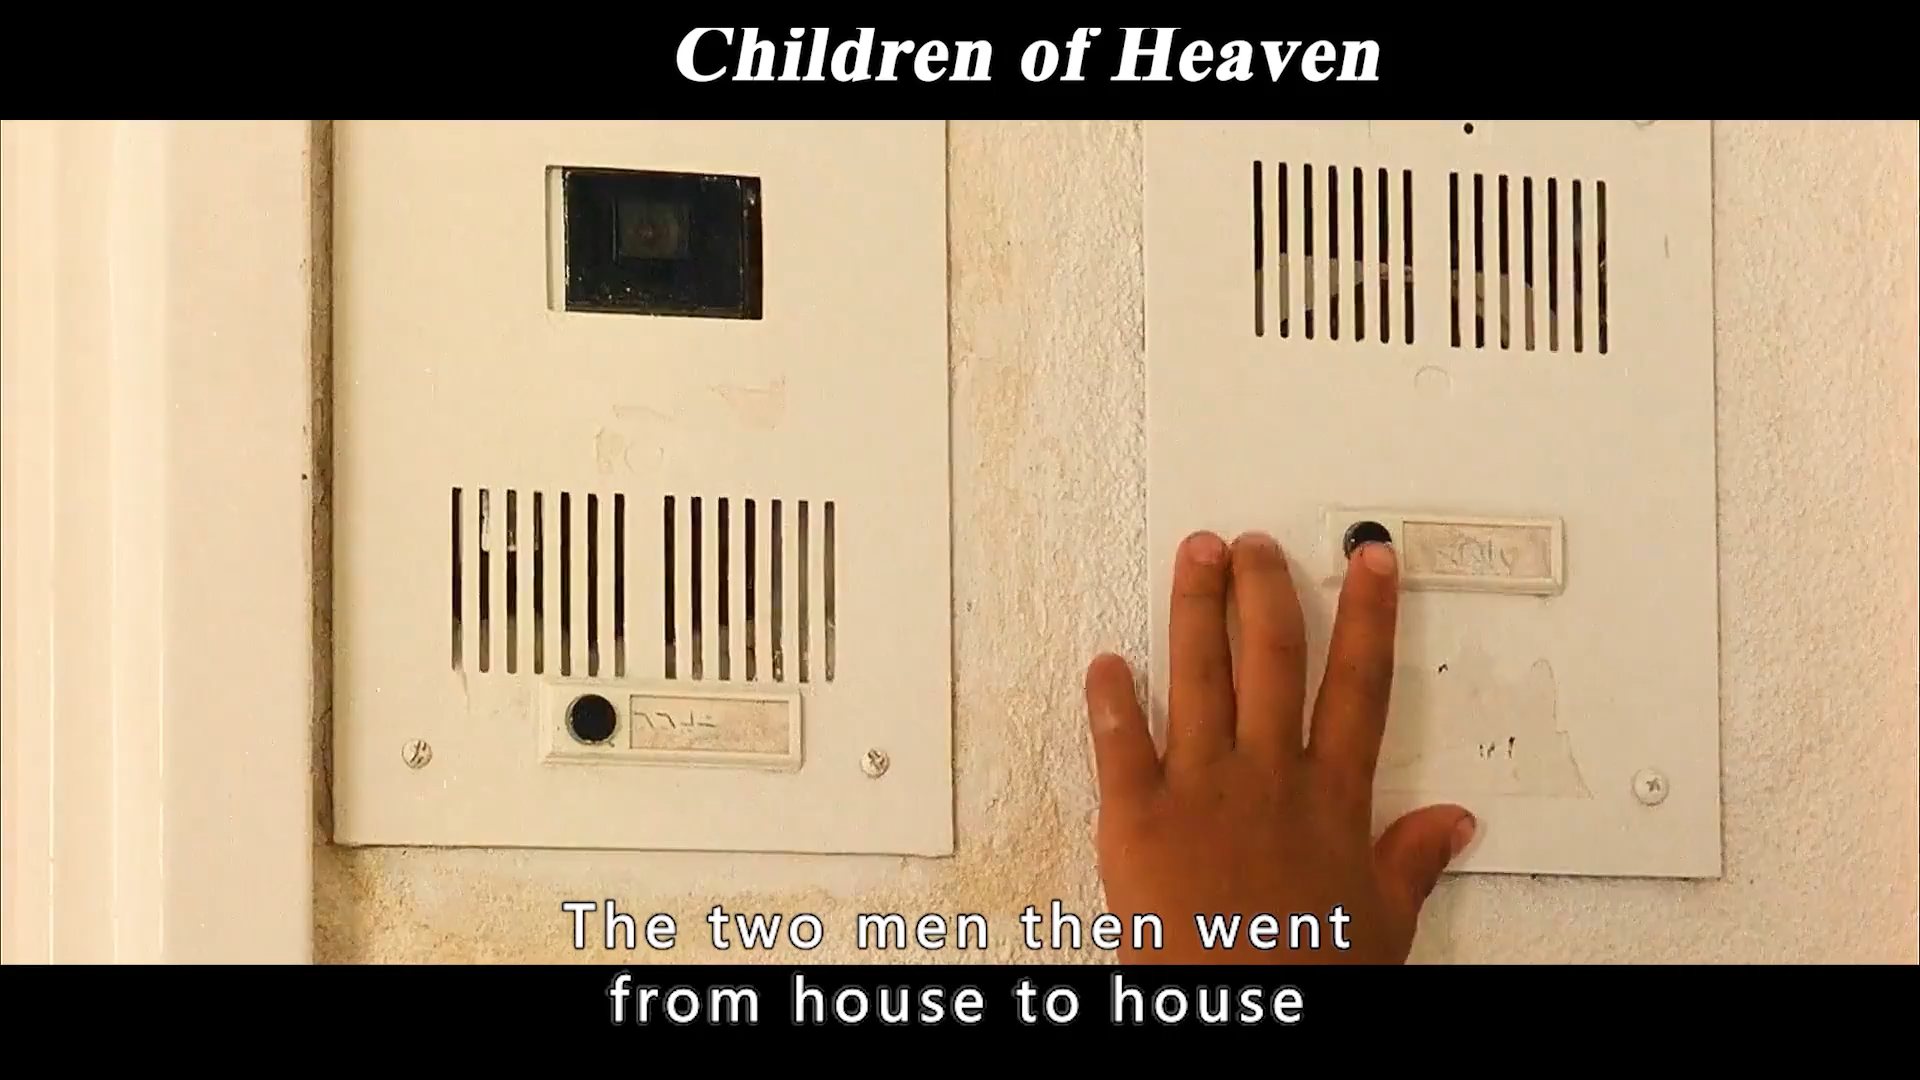 Children of Heaven
The two men then went
from house to house